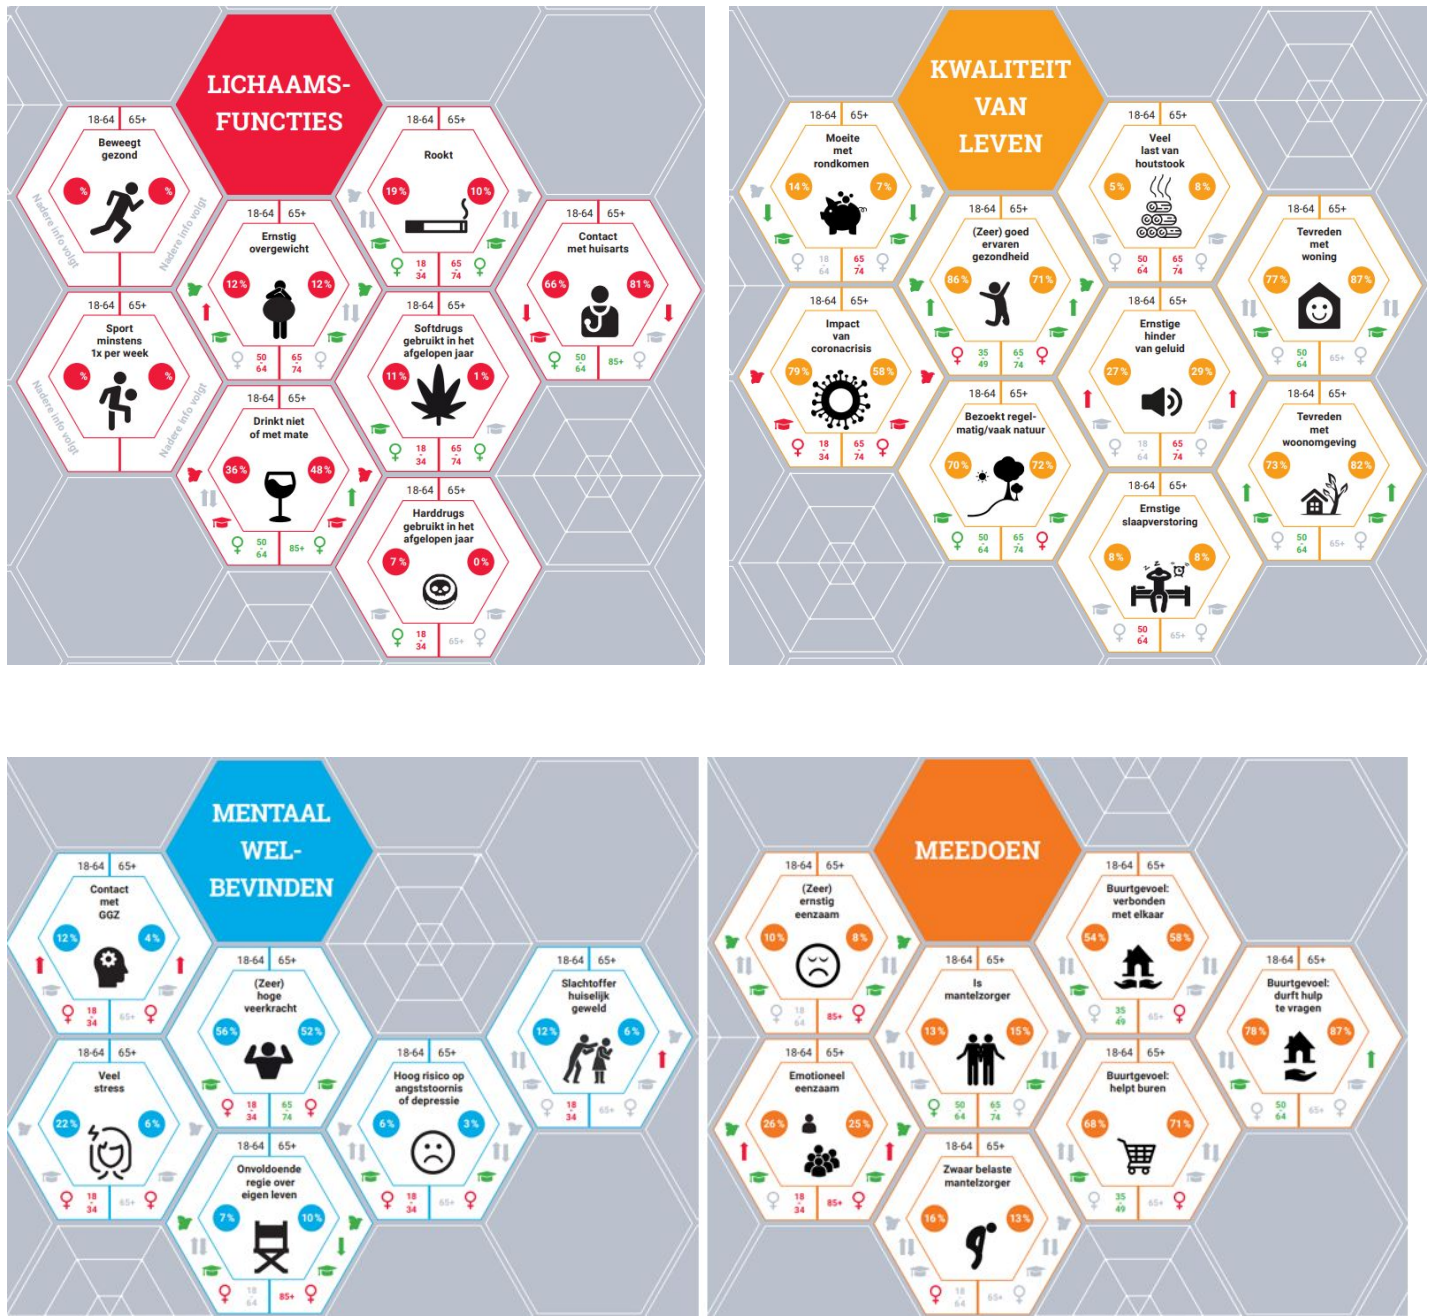 LICHAAMS-
FUNCTIES
18-64 65+
Beweegt
gezond
% %
Nadere info volgt
Nadere info volgt
18-64 65+
Rookt
19% 10%
18
-
34
65
-
74
18-64 65+
Ernstig
overgewicht
12% 12%
50
-
64
65
-
74
18-64 65+
Contact
met huisarts
66% 81%
50
-
64
85+
18-64 65+
Sport
minstens
1x per week
% %
Nadere info volgt
Nadere info volgt
18-64 65+
Softdrugs
gebruikt in het
afgelopen jaar
11% 1%
18
-
34
65
-
74
18-64 65+
Drinkt niet
of met mate
36% 48%
50
-
64
85+
18-64 65+
Harddrugs
gebruikt in het
afgelopen jaar
7% 0%
18
-
34
65+
KWALITEIT
VAN
LEVEN
18-64 65+
Moeite
met
rondkomen
14% 7%
18
-
64
65
-
74
18-64 65+
Veel
last van
houtstook
5% 8%
50
-
64
65
-
74
18-64 65+
(Zeer) goed
ervaren
gezondheid
86% 71%
35
-
49
65
-
74
18-64 65+
Tevreden
met
woning
77% 87%
50
-
64
65+
18-64 65+
Impact
van
coronacrisis
79% 58%
18
-
34
65
-
74
18-64 65+
Ernstige
hinder
van geluid
27% 29%
18
-
64
65
-
74
18-64 65+
Bezoekt regel-
matig/vaak natuur
70% 72%
50
-
64
65
-
74
18-64 65+
Tevreden
met
woonomgeving
73% 82%
50
-
64
65+
18-64 65+
Ernstige
slaapverstoring
8% 8%
50
-
64
65+
MENTAAL
WEL-
BEVINDEN
18-64 65+
Contact
met
GGZ
12% 4%
18
-
34
65+
18-64 65+
(Zeer)
hoge
veerkracht
56% 52%
18
-
34
65
-
74
18-64 65+
Slachtoffer
huiselijk
geweld
12% 6%
18
-
34
65+
18-64 65+
Veel
stress
22% 6%
18
-
34
65+
18-64 65+
Hoog risico op
angststoornis
of depressie
6% 3%
18
-
34
65+
18-64 65+
Onvoldoende
regie over
eigen leven
7% 10%
18
-
64
85+
MEEDOEN
18-64 65+
(Zeer)
ernstig
eenzaam
10% 8%
18
-
64
85+
18-64 65+
Buurtgevoel:
verbonden
met elkaar
54% 58%
35
-
49
65+
18-64 65+
Is
mantelzorger
13% 15%
50
-
64
65
-
74
18-64 65+
Buurtgevoel:
durft hulp
te vragen
78% 87%
50
-
64
65+
18-64 65+
Emotioneel
eenzaam
26% 25%
18
-
34
85+
18-64 65+
Buurtgevoel:
helpt buren
68% 71%
35
-
49
65+
18-64 65+
Zwaar belaste
mantelzorger
16% 13%
18
-
64
65+